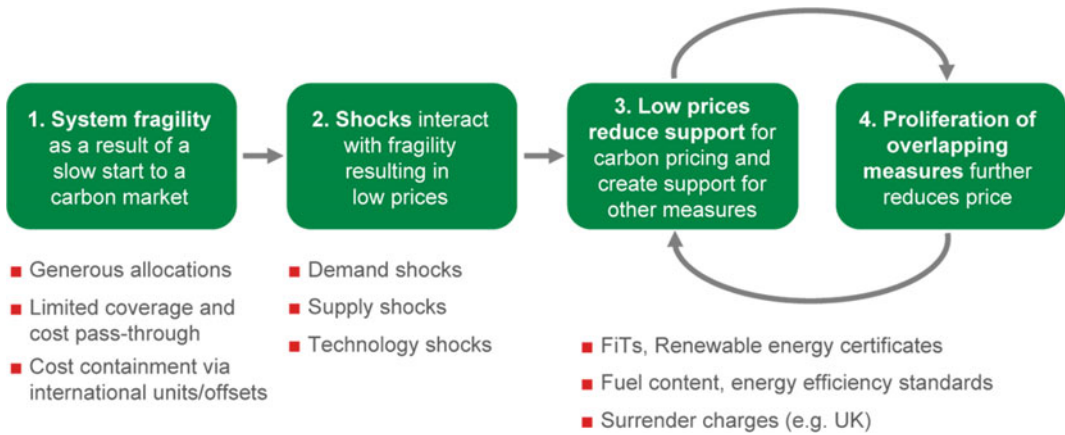 1. System fragility
as a result of a
slow start to a
carbon market
2. Shocks interact
with fragility
resulting in
low prices
3. Low prices
reduce support for
carbon pricing and
create support for
other measures
4. Proliferation of
overlapping
measures further
reduces price
Generous allocations
Limited coverage and
cost pass-through
Cost containment via
international units/offsets
Demand shocks
Supply shocks
Technology shocks
FiTs, Renewable energy certificates
Fuel content, energy efficiency standards
Surrender charges (e.g. UK)